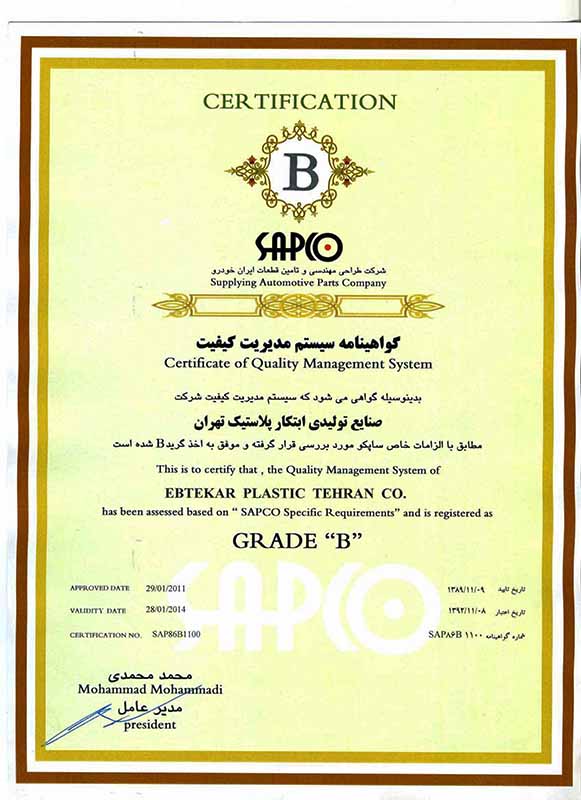 CERTIFICATION
B
SAPCO
شرکت طراحی مهندسی و تامین قطعات ایران خودرو
Supplying Automotive Parts Company
گواهینامه سیستم مدیریت کیفیت
Certificate of Quality Management System
بدینوسیله گواهی می شود که سیستم مدیریت کیفیت شرکت
صنایع تولیدی ابتکار پلاستیک تهران
مطابق با الزامات خاص ساپکو مورد بررسی قرار گرفته و موفق به اخذ گرید B شده است
This is to certify that , the Quality Management System of
EBTEKAR PLASTIC TEHRAN CO.
has been assessed based on “ SAPCO Specific Requirements” and is registered as
GRADE “B”
SAPCO
APPROVED DATE 29/01/2011 ۱۳۸۹/۱۱/۰۹ تاریخ تایید
VALIDITY DATE 28/01/2014 ۱۳۹۲/۱۱/۰۸ تاریخ اعتبار
CERTIFICATION NO. SAP86B1100 SAP۸۶B ۱۱۰۰ شماره گواهینامه
محمد محمدی
Mohammad Mohammadi
مدیر عامل
president